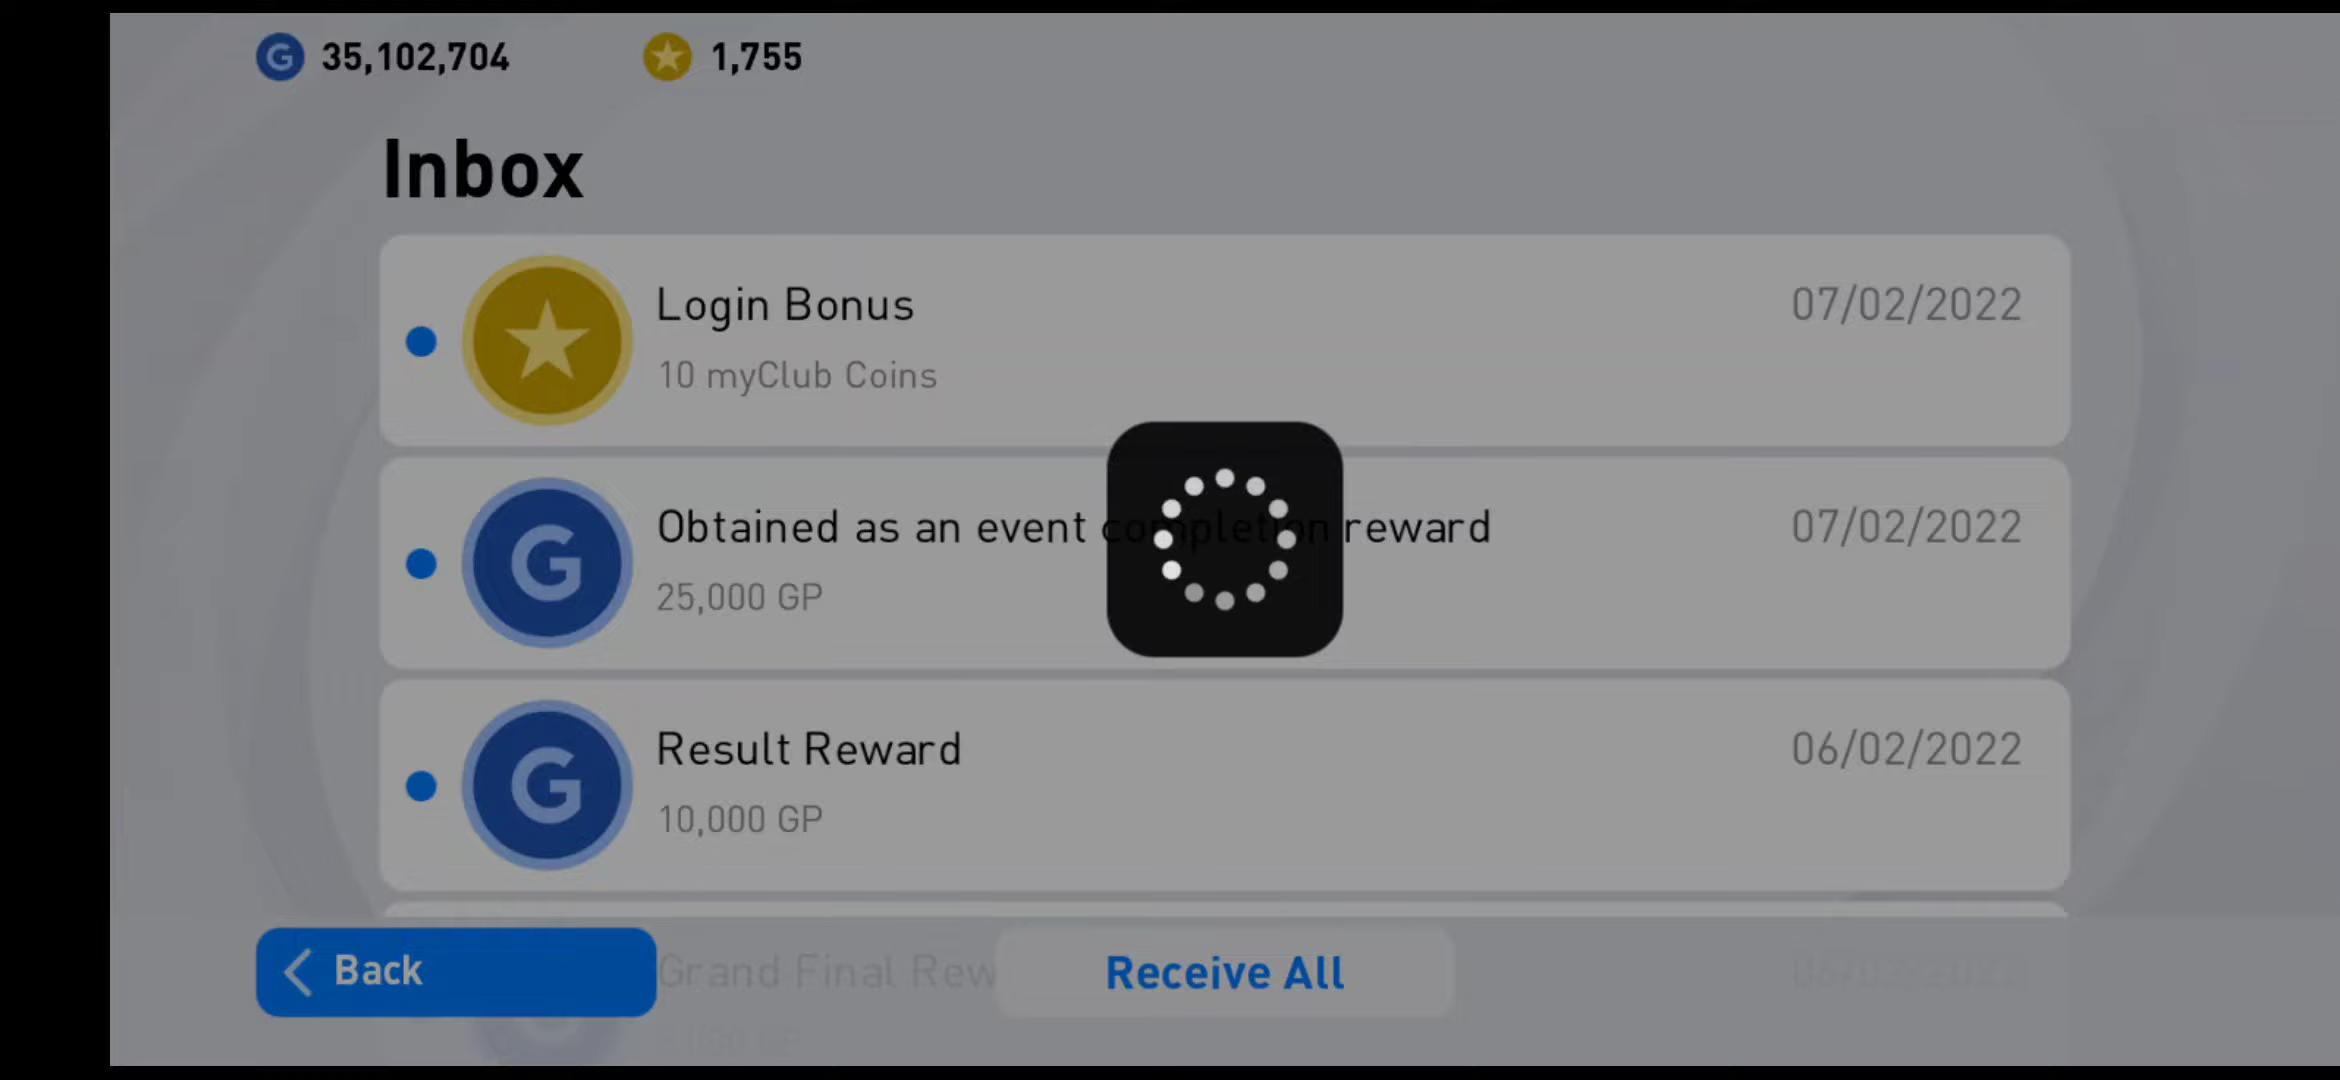 G 35,102,704 1,755
Inbox
Login Bonus 07/02/2022
10 myClub Coins
G Obtained as an event completion reward 07/02/2022
25,000 GP
G Result Reward 06/02/2022
10,000 GP
Back Grand Final Rew Receive All